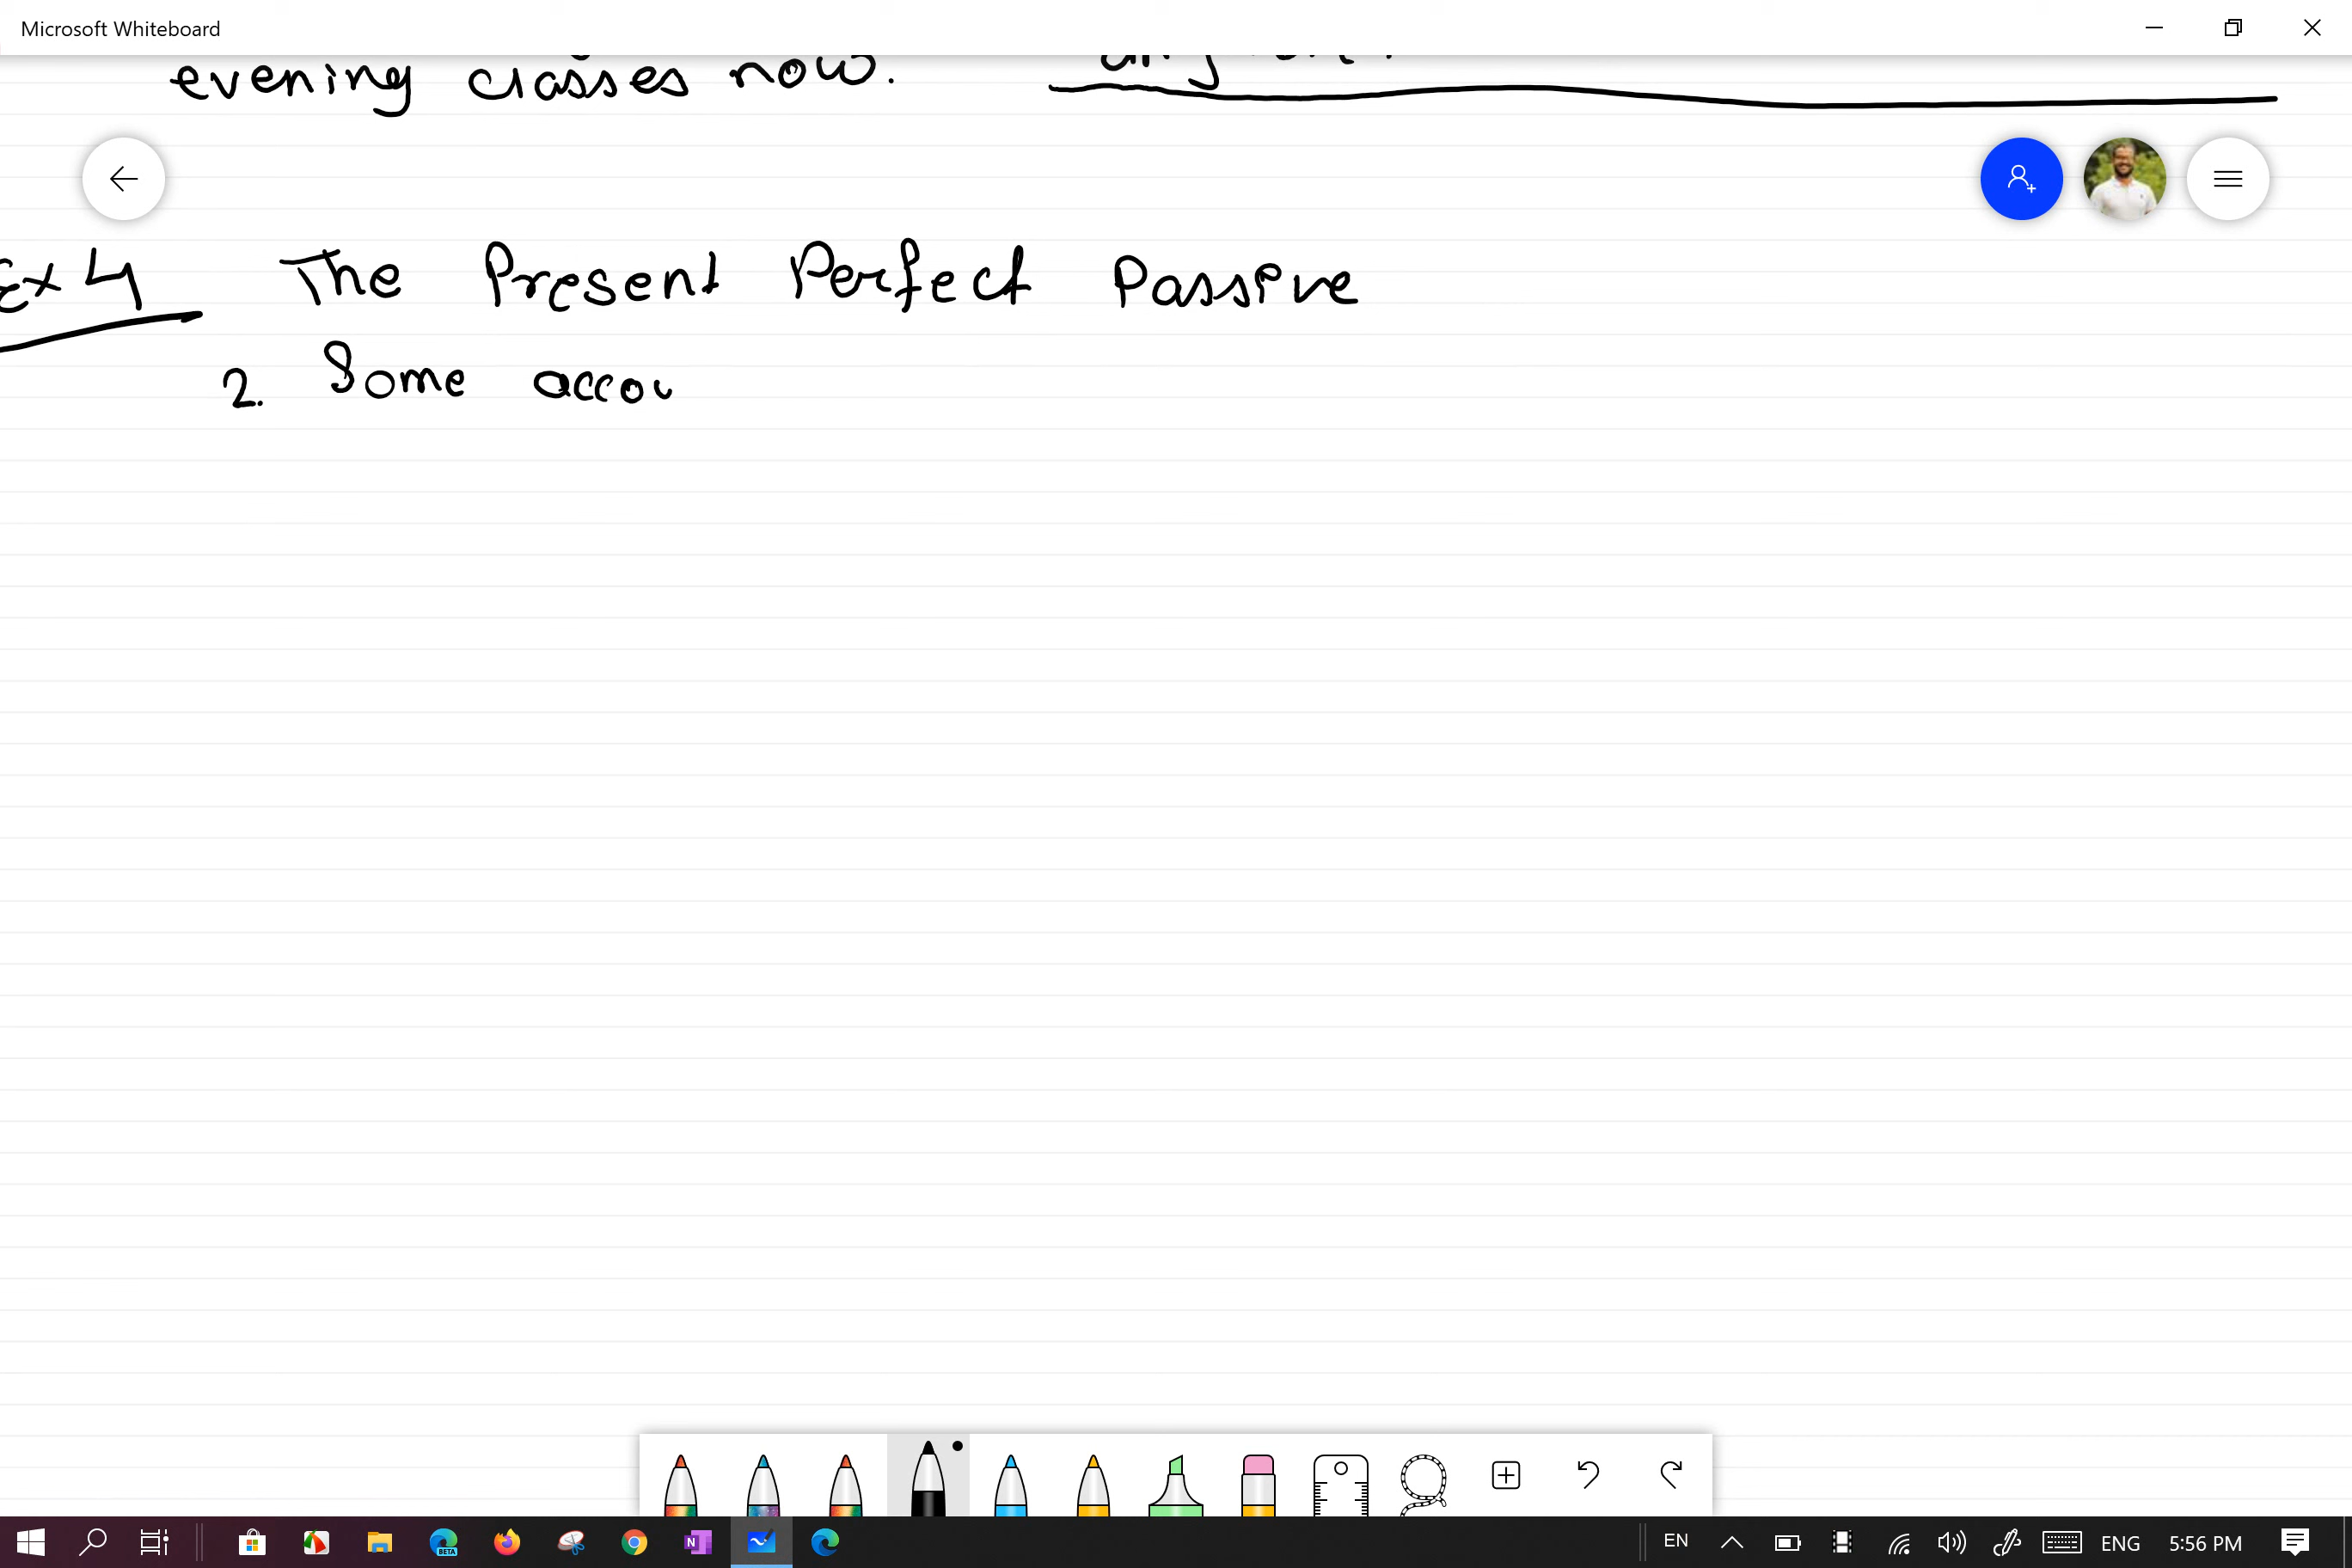 Microsoft Whiteboard
evening classes now.
Ex 4 The Present Perfect Passive
2. Some accou
BETA
N
EN
ENG
5:56 PM